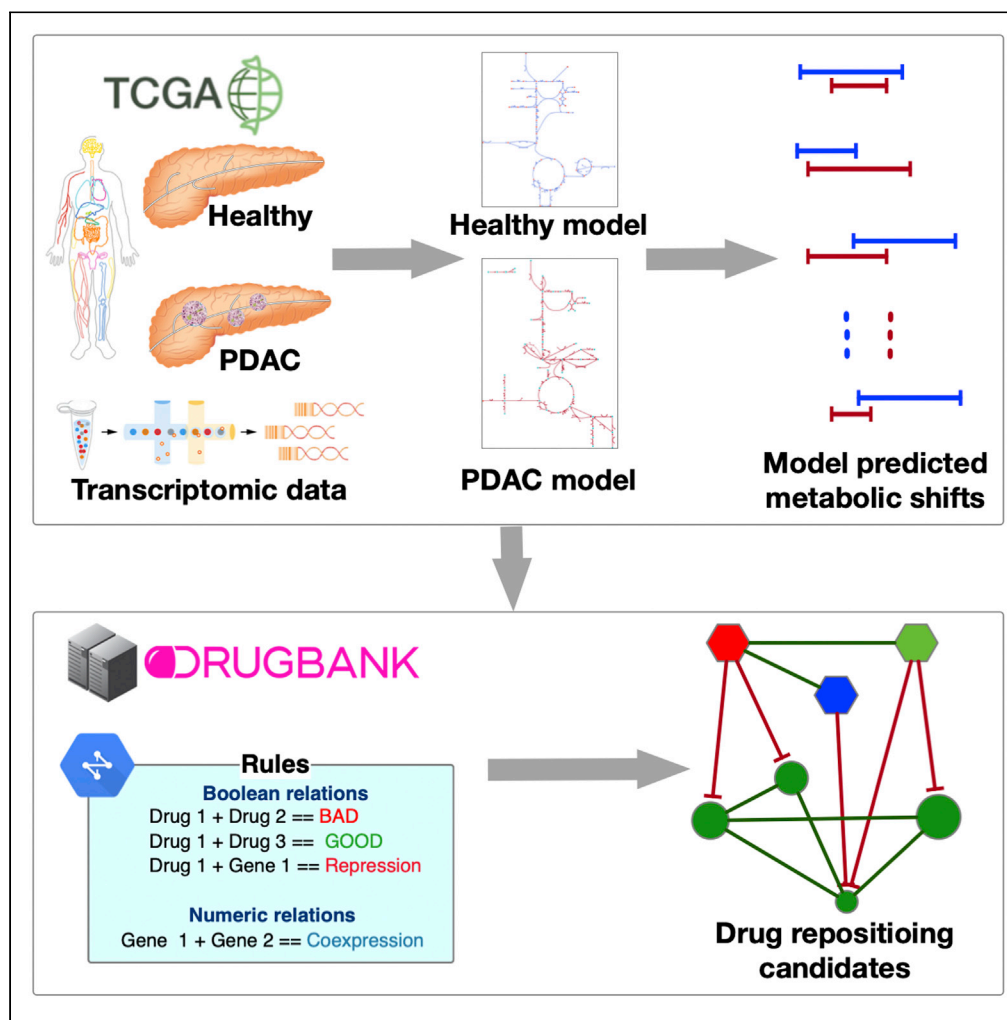 TCGA
Healthy
PDAC
Transcriptomic data
Healthy model
PDAC model
Model predicted
metabolic shifts
DRUGBANK
Rules
Boolean relations
Drug 1 + Drug 2 == BAD
Drug 1 + Drug 3 == GOOD
Drug 1 + Gene 1 == Repression
Numeric relations
Gene 1 + Gene 2 == Coexpression
Drug repositioing
candidates